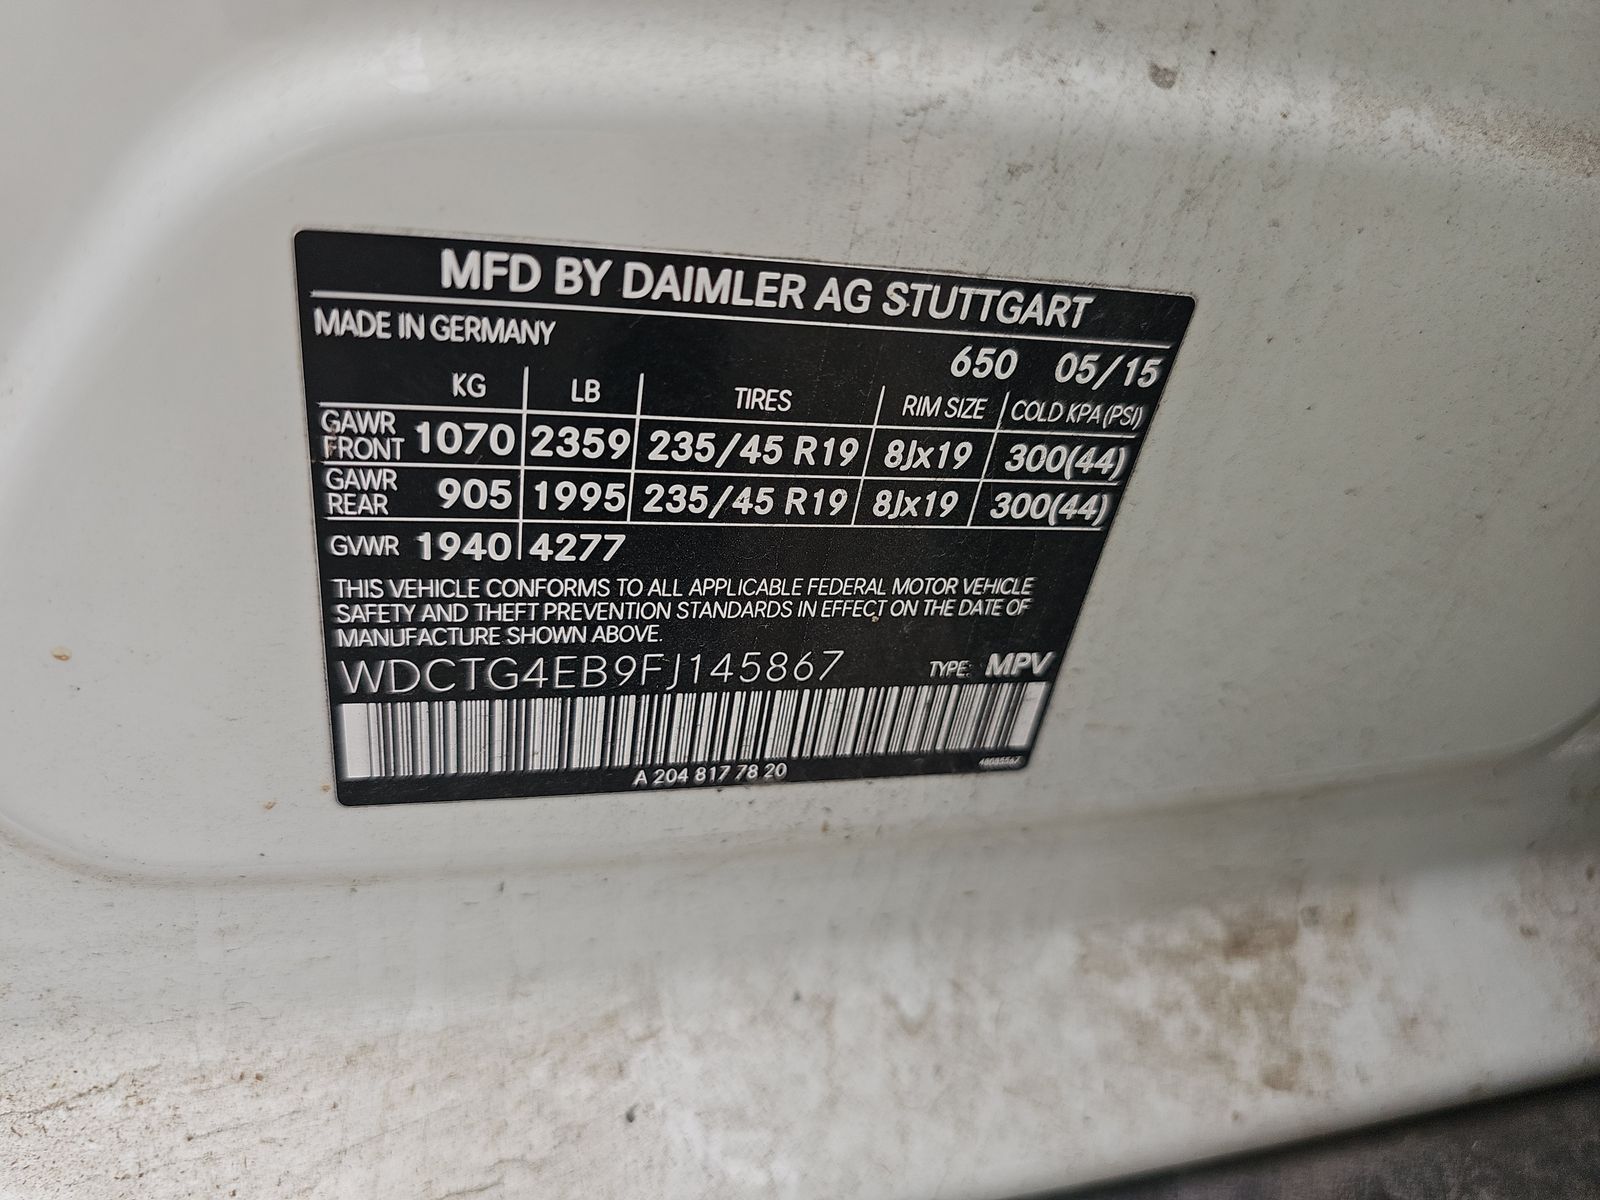 MFD BY DAIMLER AG STUTTGART
MADE IN GERMANY
650 05/15
KG LB TIRES RIM SIZE COLD KPA (PSI)
GAWR FRONT 1070 2359 235/45 R19 8Jx19 300(44)
GAWR REAR 905 1995 235/45 R19 8Jx19 300(44)
GVWR 1940 4277
THIS VEHICLE CONFORMS TO ALL APPLICABLE FEDERAL MOTOR VEHICLE
SAFETY AND THEFT PREVENTION STANDARDS IN EFFECT ON THE DATE OF
MANUFACTURE SHOWN ABOVE.
WDCTG4EB9FJ145867 TYPE: MPV
A 204 817 78 20